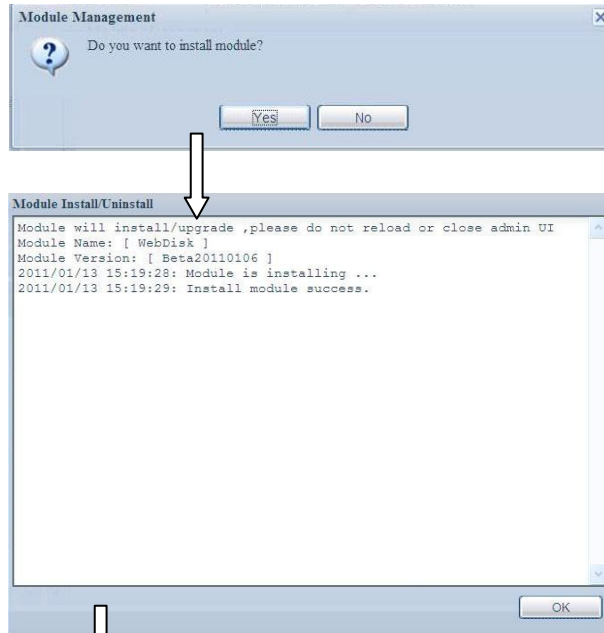 Module Management
Do you want to install module?
Yes No
Module Install/Uninstall
Module will install/upgrade ,please do not reload or close admin UI
Module Name: [ WebDisk ]
Module Version: [ Beta20110106 ]
2011/01/13 15:19:28: Module is installing ...
2011/01/13 15:19:29: Install module success.
OK